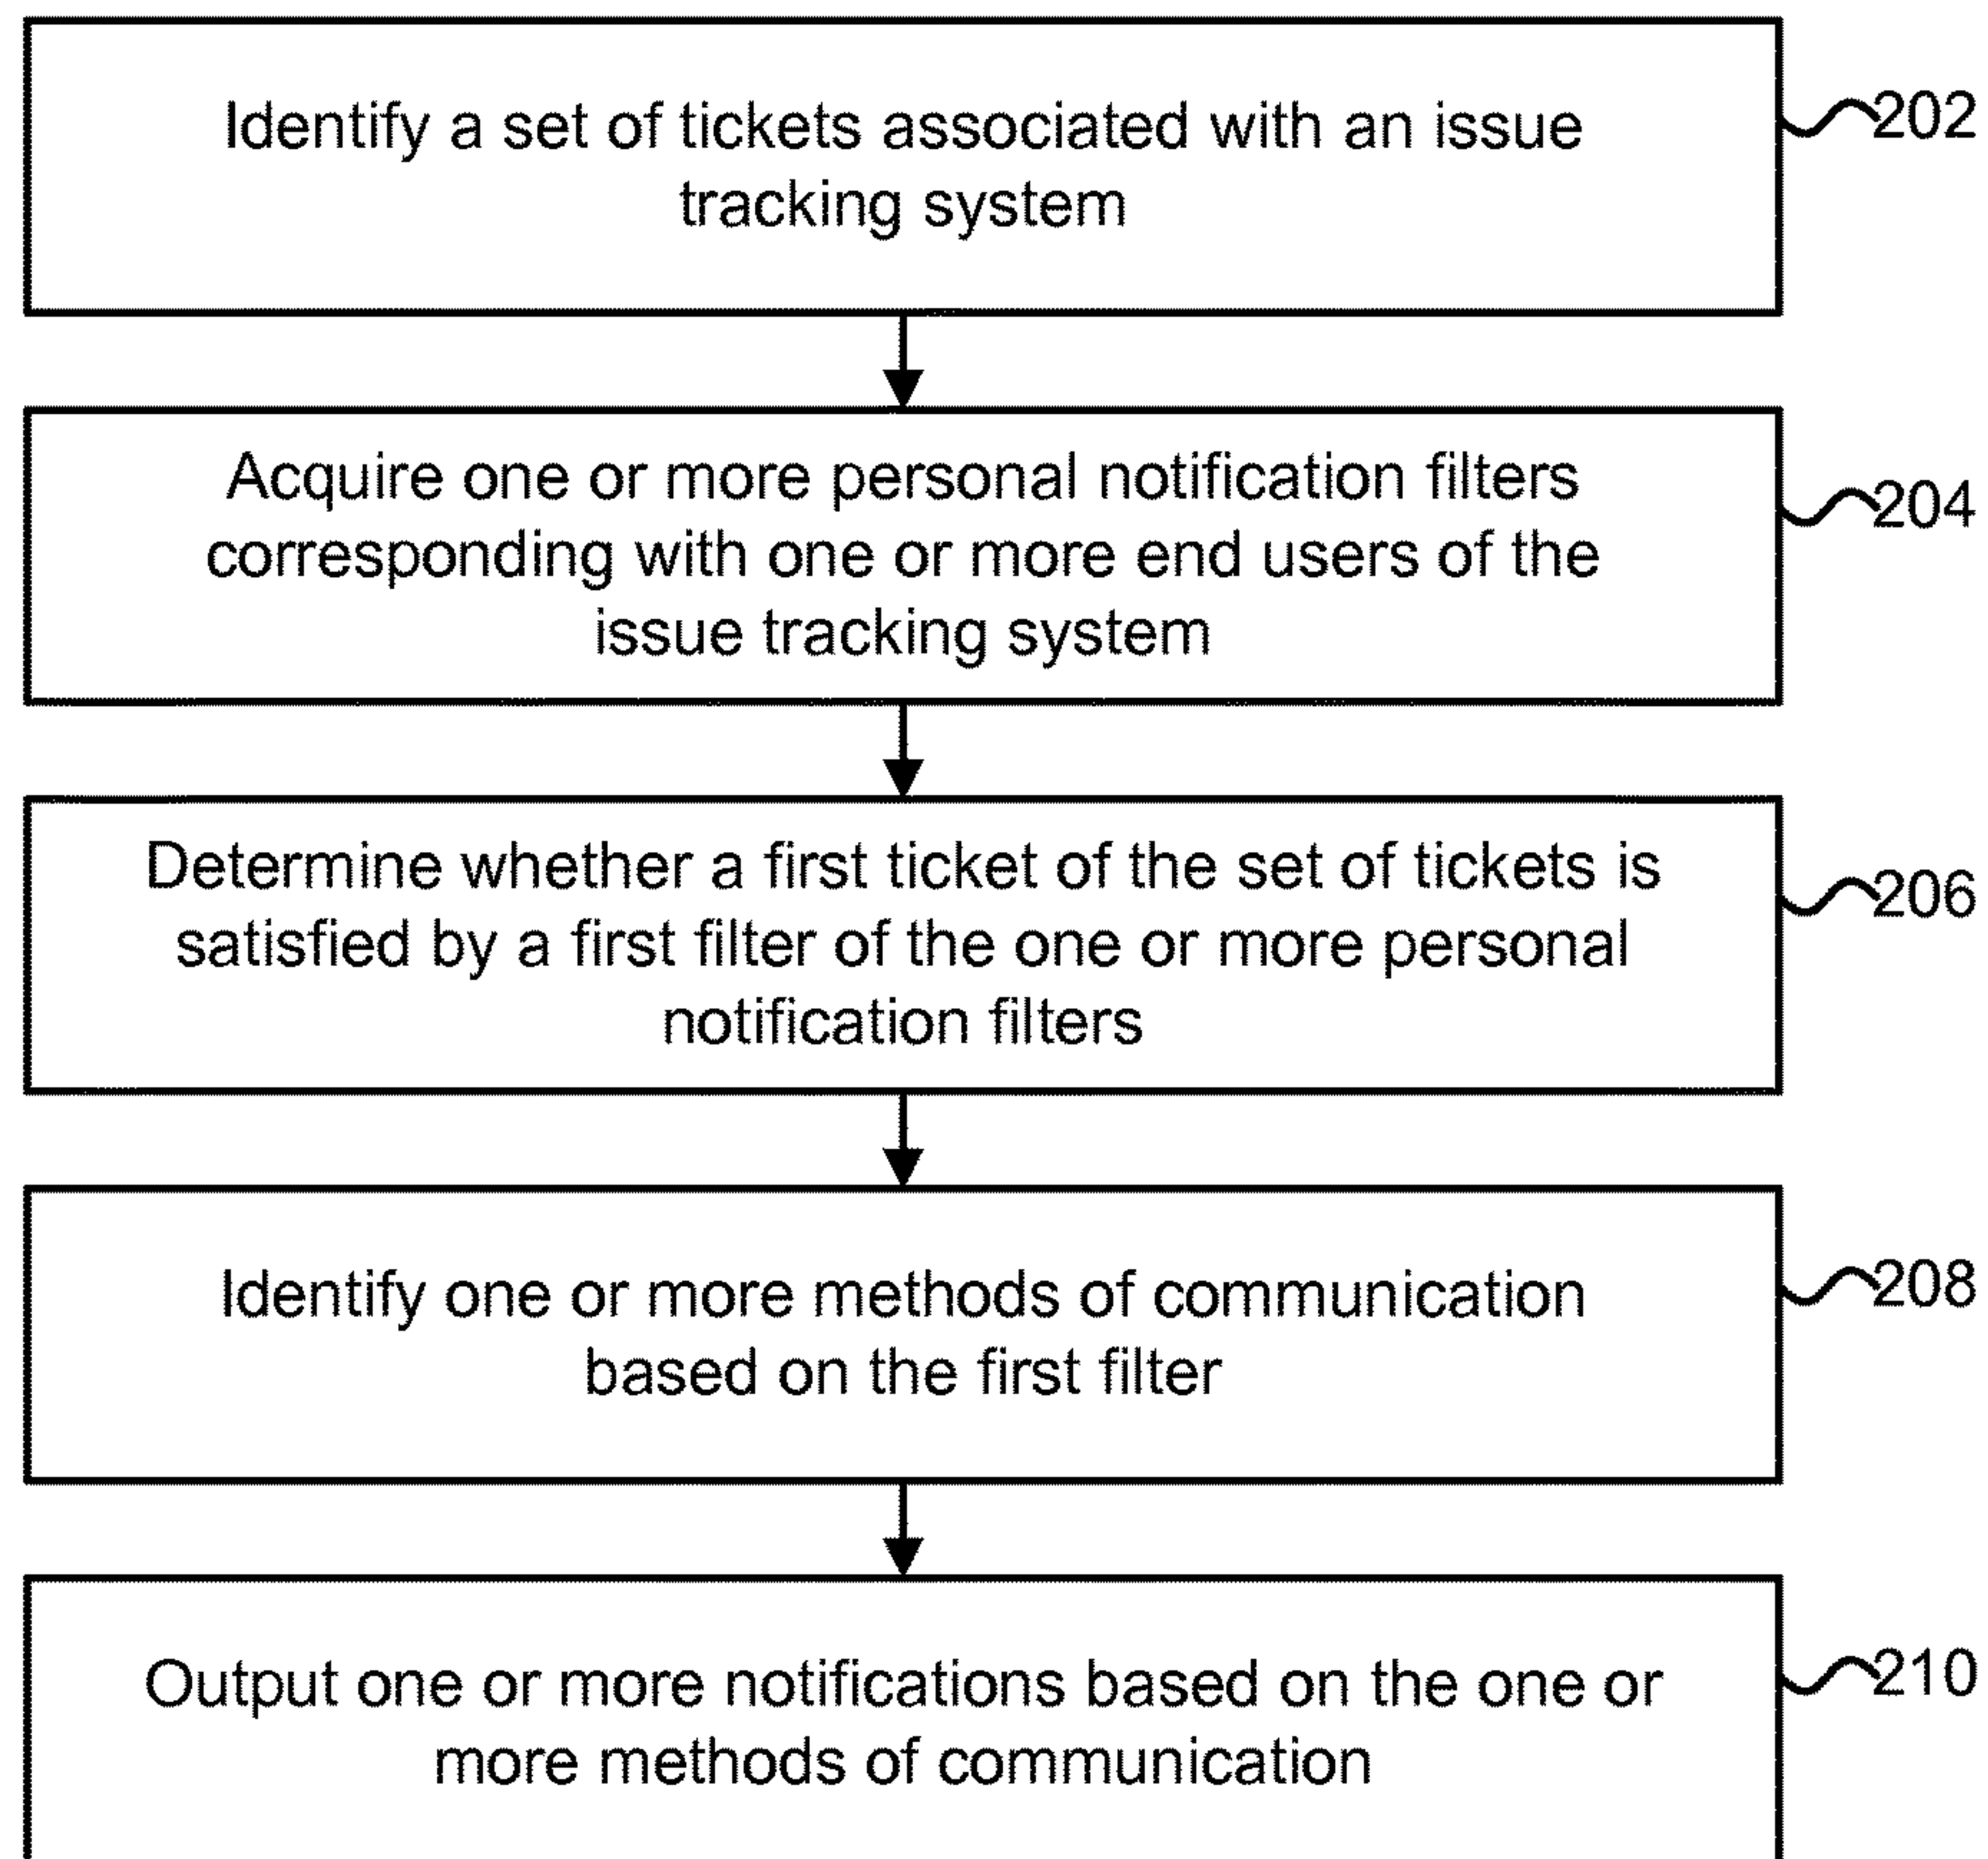 Identify a set of tickets associated with an issue
tracking system
202
Acquire one or more personal notification filters
corresponding with one or more end users of the
issue tracking system
204
Determine whether a first ticket of the set of tickets is
satisfied by a first filter of the one or more personal
notification filters
206
Identify one or more methods of communication
based on the first filter
208
Output one or more notifications based on the one or
more methods of communication
210